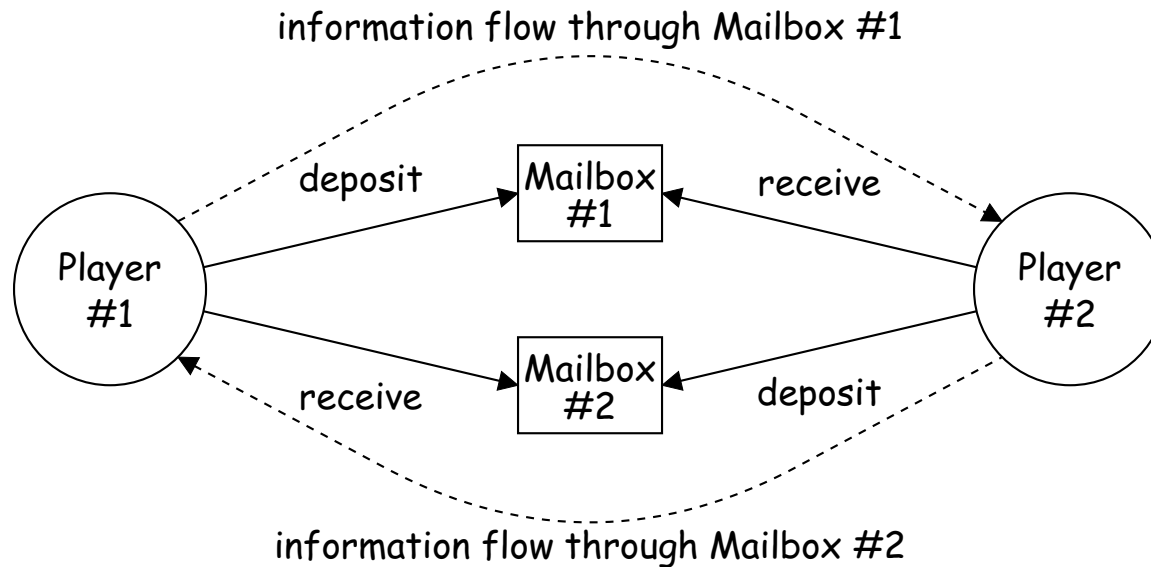 information flow through Mailbox #1
deposit
Mailbox
#1
receive
Player
#1
Player
#2
receive
Mailbox
#2
deposit
information flow through Mailbox #2